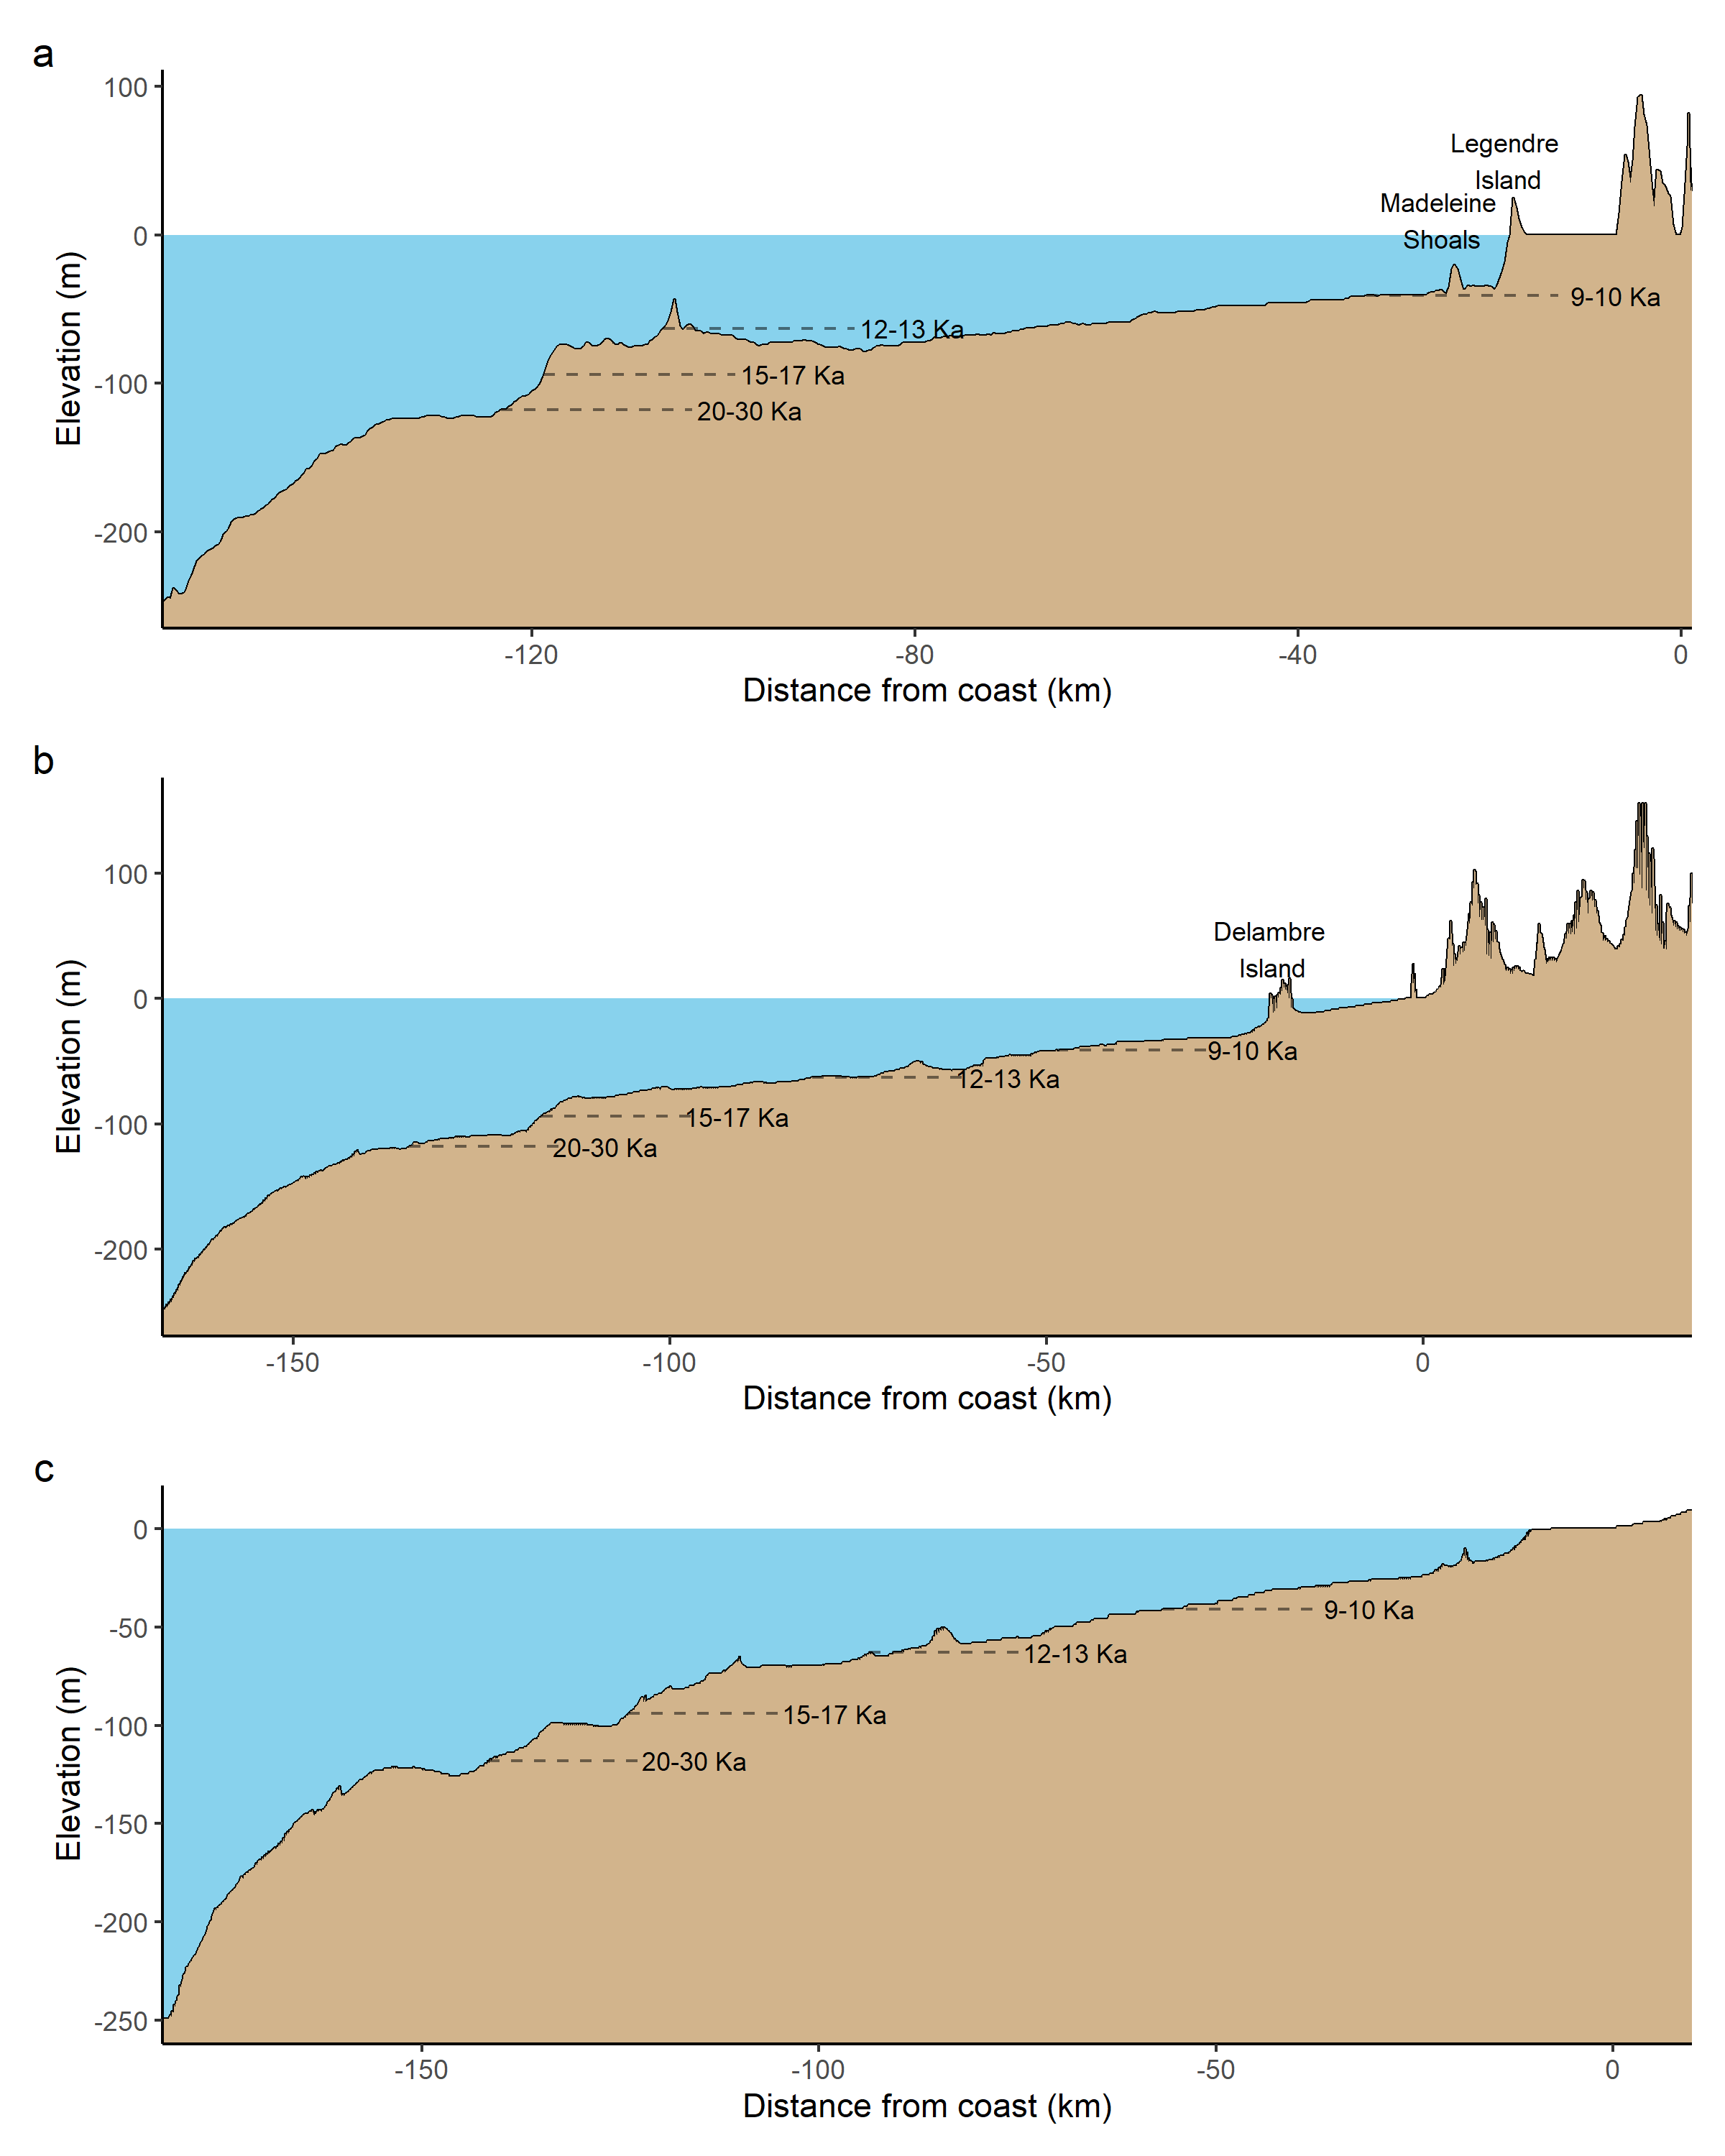 a
100
0
-100
-200
Elevation (m)
Legendre
Island
Madeleine
Shoals
9-10 Ka
12-13 Ka
15-17 Ka
20-30 Ka
-120
-80
-40
0
Distance from coast (km)
b
100
0
-100
-200
Elevation (m)
Delambre
Island
9-10 Ka
12-13 Ka
15-17 Ka
20-30 Ka
-150
-100
-50
0
Distance from coast (km)
c
0
-50
-100
-150
-200
-250
Elevation (m)
9-10 Ka
12-13 Ka
15-17 Ka
20-30 Ka
-150
-100
-50
0
Distance from coast (km)